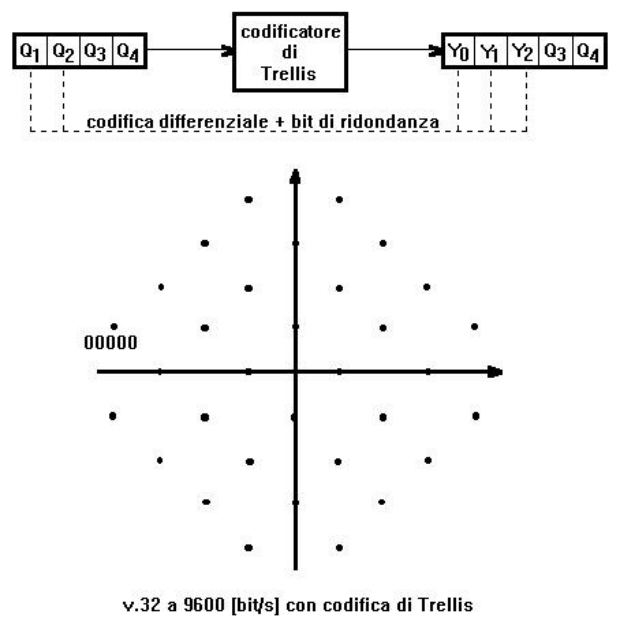 Q1 Q2 Q3 Q4
codificatore
di
Trellis
Y0 Y1 Y2 Q3 Q4
codifica differenziale + bit di ridondanza
00000
v.32 a 9600 [bit/s] con codifica di Trellis